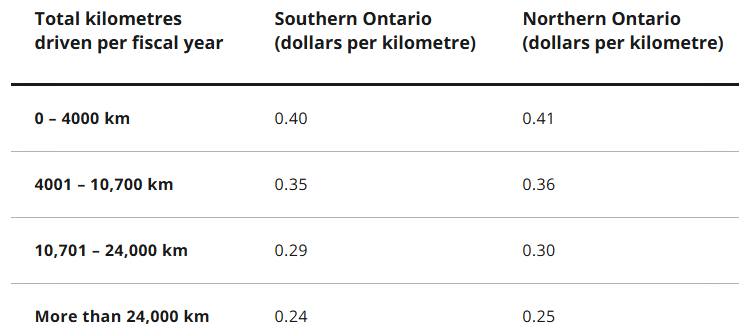 Total kilometres driven per fiscal year | Southern Ontario (dollars per kilometre) | Northern Ontario (dollars per kilometre)
0 – 4000 km | 0.40 | 0.41
4001 – 10,700 km | 0.35 | 0.36
10,701 – 24,000 km | 0.29 | 0.30
More than 24,000 km | 0.24 | 0.25